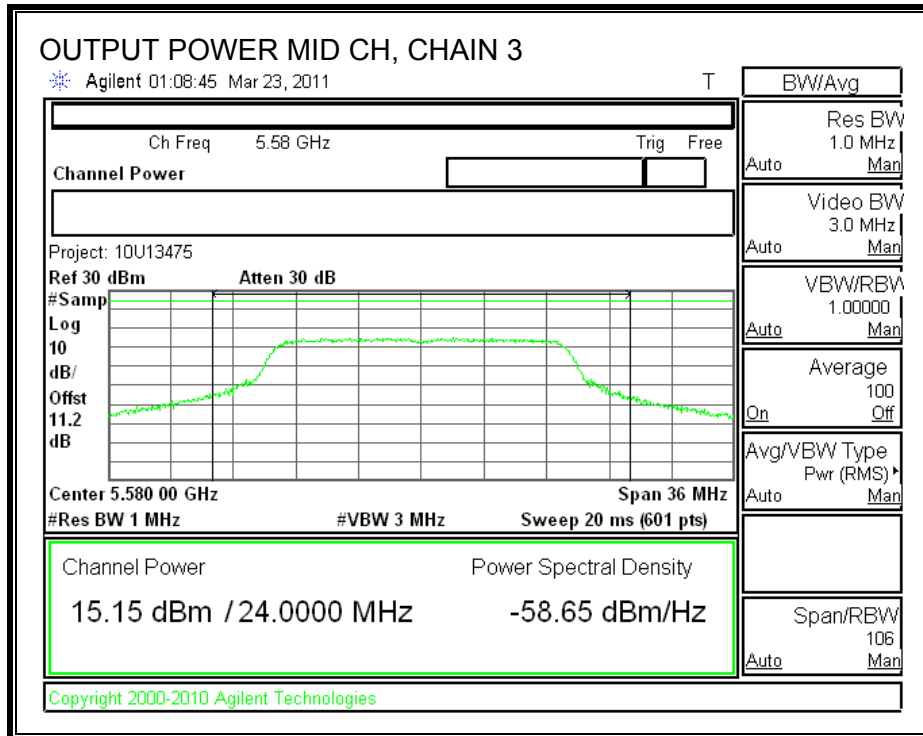 OUTPUT POWER MID CH, CHAIN 3
Agilent 01:08:45 Mar 23, 2011 T
BW/Avg
Ch Freq 5.58 GHz Trig Free
Channel Power
Project: 10U13475
Ref 30 dBm Atten 30 dB
#Samp
Log
10
dB/
Offst
11.2
dB
Center 5.580 00 GHz Span 36 MHz
#Res BW 1 MHz #VBW 3 MHz Sweep 20 ms (601 pts)
Channel Power Power Spectral Density
15.15 dBm / 24.0000 MHz -58.65 dBm/Hz
Copyright 2000-2010 Agilent Technologies
Res BW
1.0 MHz
Auto Man
Video BW
3.0 MHz
Auto Man
VBW/RBW
1.00000
Auto Man
Average
100
On Off
Avg/VBW Type
Pwr (RMS)
Auto Man
Span/RBW
106
Auto Man